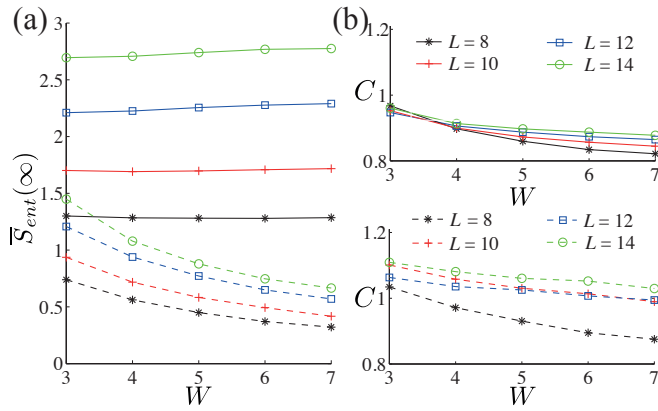 (a)
3
2.5
2
1.5
1
0.5
0
S̅_ent(∞)
3 4 5 6 7
W
(b)
1.2
C
1
0.8
L = 8
L = 12
L = 10
L = 14
3 4 5 6 7
W
1.2
C
1
0.8
L = 8
L = 12
L = 10
L = 14
3 4 5 6 7
W